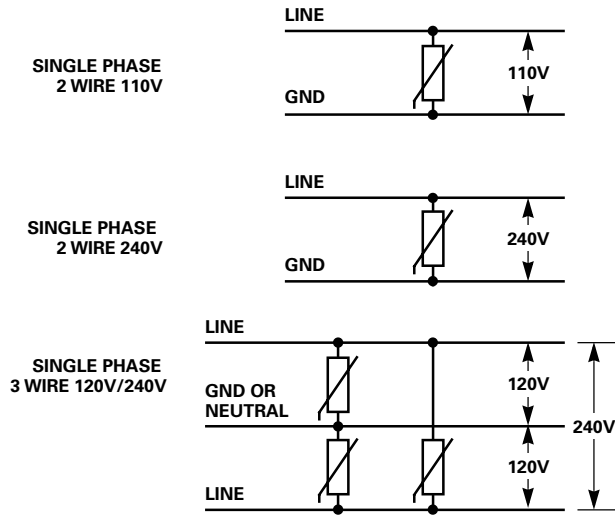 LINE
SINGLE PHASE
2 WIRE 110V
110V
GND
LINE
SINGLE PHASE
2 WIRE 240V
240V
GND
LINE
SINGLE PHASE
3 WIRE 120V/240V
120V
GND OR
NEUTRAL
240V
120V
LINE